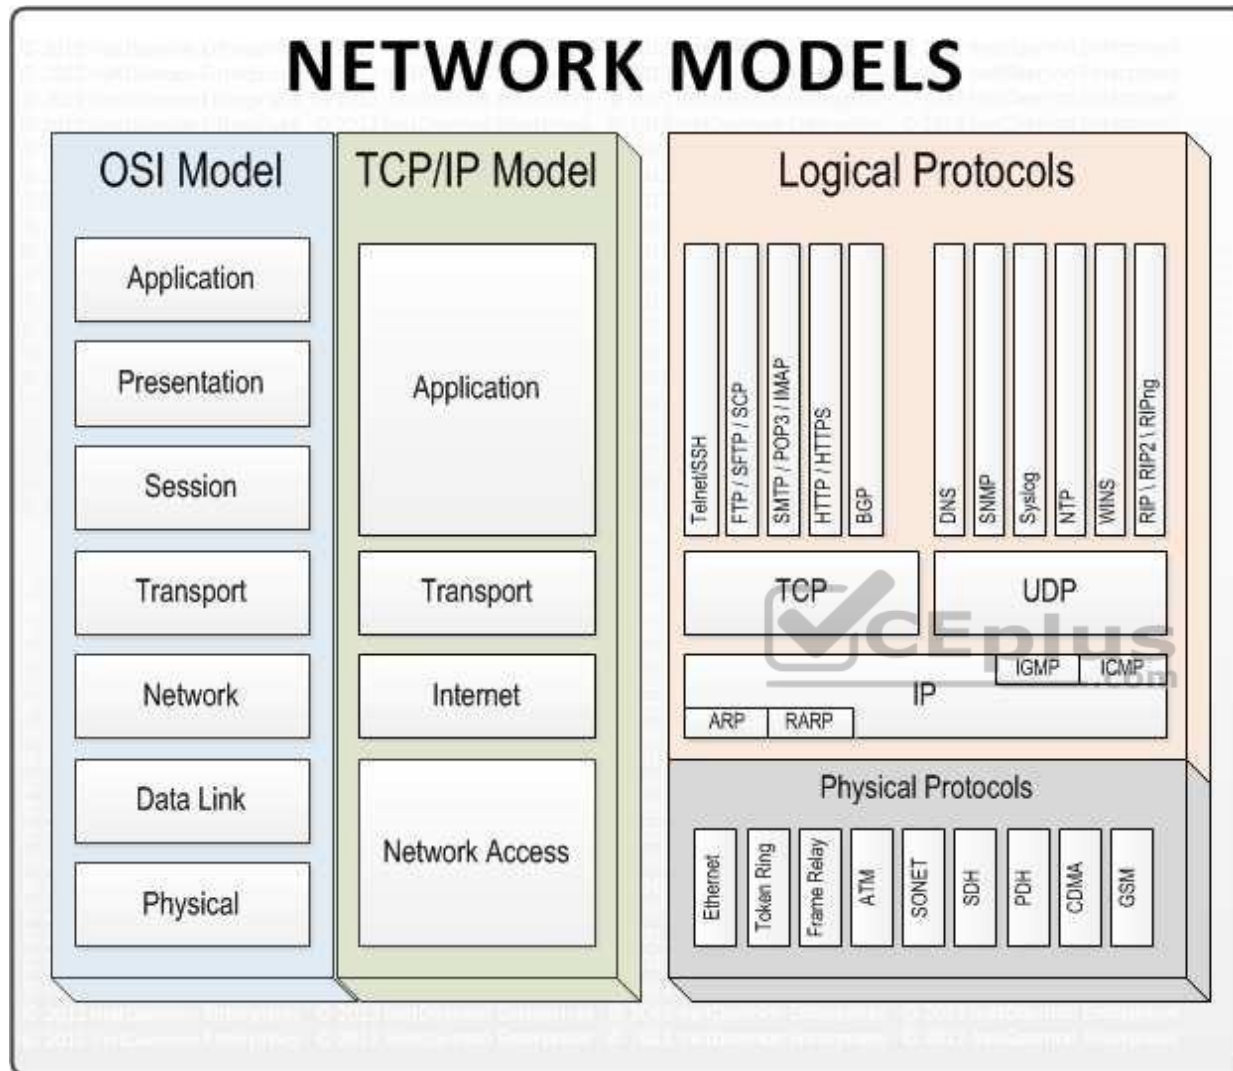 NETWORK MODELS
OSI Model
Application
Presentation
Session
Transport
Network
Data Link
Physical
TCP/IP Model
Application
Transport
Internet
Network Access
Logical Protocols
Telnet/SSH
FTP / SFTP / SCP
SMTP / POP3 / IMAP
HTTP / HTTPS
BGP
DNS
SNMP
Syslog
NTP
WINS
RIP \ RIP2 \ RIPng
TCP
UDP
IP
IGMP
ICMP
ARP
RARP
CEplus
.com
Physical Protocols
Ethernet
Token Ring
Frame Relay
ATM
SONET
SDH
PDH
CDMA
GSM